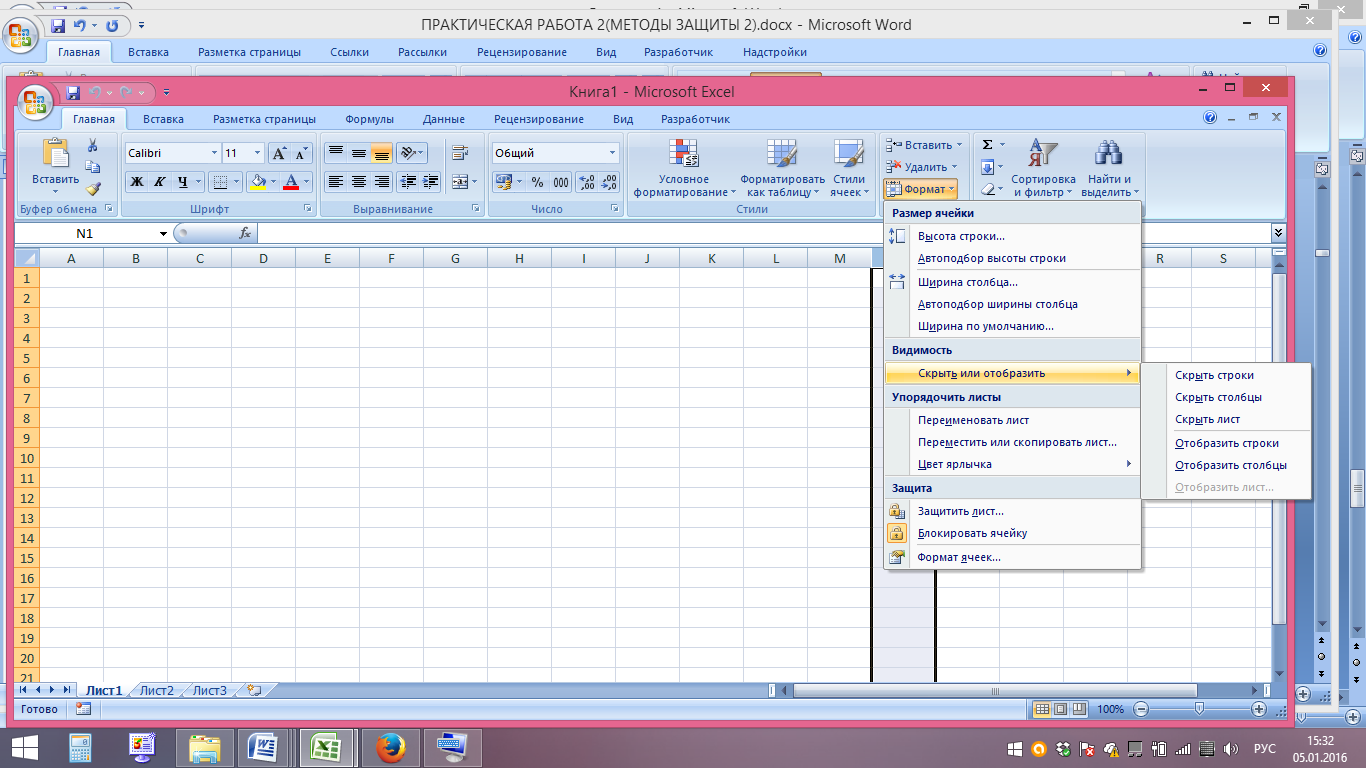 ПРАКТИЧЕСКАЯ РАБОТА 2(МЕТОДЫ ЗАЩИТЫ 2).docx - Microsoft Word
Главная Вставка Разметка страницы Ссылки Рассылки Рецензирование Вид Разработчик Надстройки
Книга1 - Microsoft Excel
Главная Вставка Разметка страницы Формулы Данные Рецензирование Вид Разработчик
Calibri 11 Общий Вставить
Вставить Условное форматирование Форматировать как таблицу Стили ячеек Удалить Сортировка и фильтр Найти и выделить
Ж К Ч % 000 Формат
Буфер обмена Шрифт Выравнивание Число Стили
N1 fx
A B C D E F G H I J K L M R S
1
2
3
4
5
6
7
8
9
10
11
12
13
14
15
16
17
18
19
20
21
Размер ячейки
Высота строки...
Автоподбор высоты строки
Ширина столбца...
Автоподбор ширины столбца
Ширина по умолчанию...
Видимость
Скрыть или отобразить
Упорядочить листы
Переименовать лист
Переместить или скопировать лист...
Цвет ярлычка
Защита
Защитить лист...
Блокировать ячейку
Формат ячеек...
Скрыть строки
Скрыть столбцы
Скрыть лист
Отобразить строки
Отобразить столбцы
Отобразить лист...
Лист1 Лист2 Лист3
Готово 100%
РУС 15:32
05.01.2016